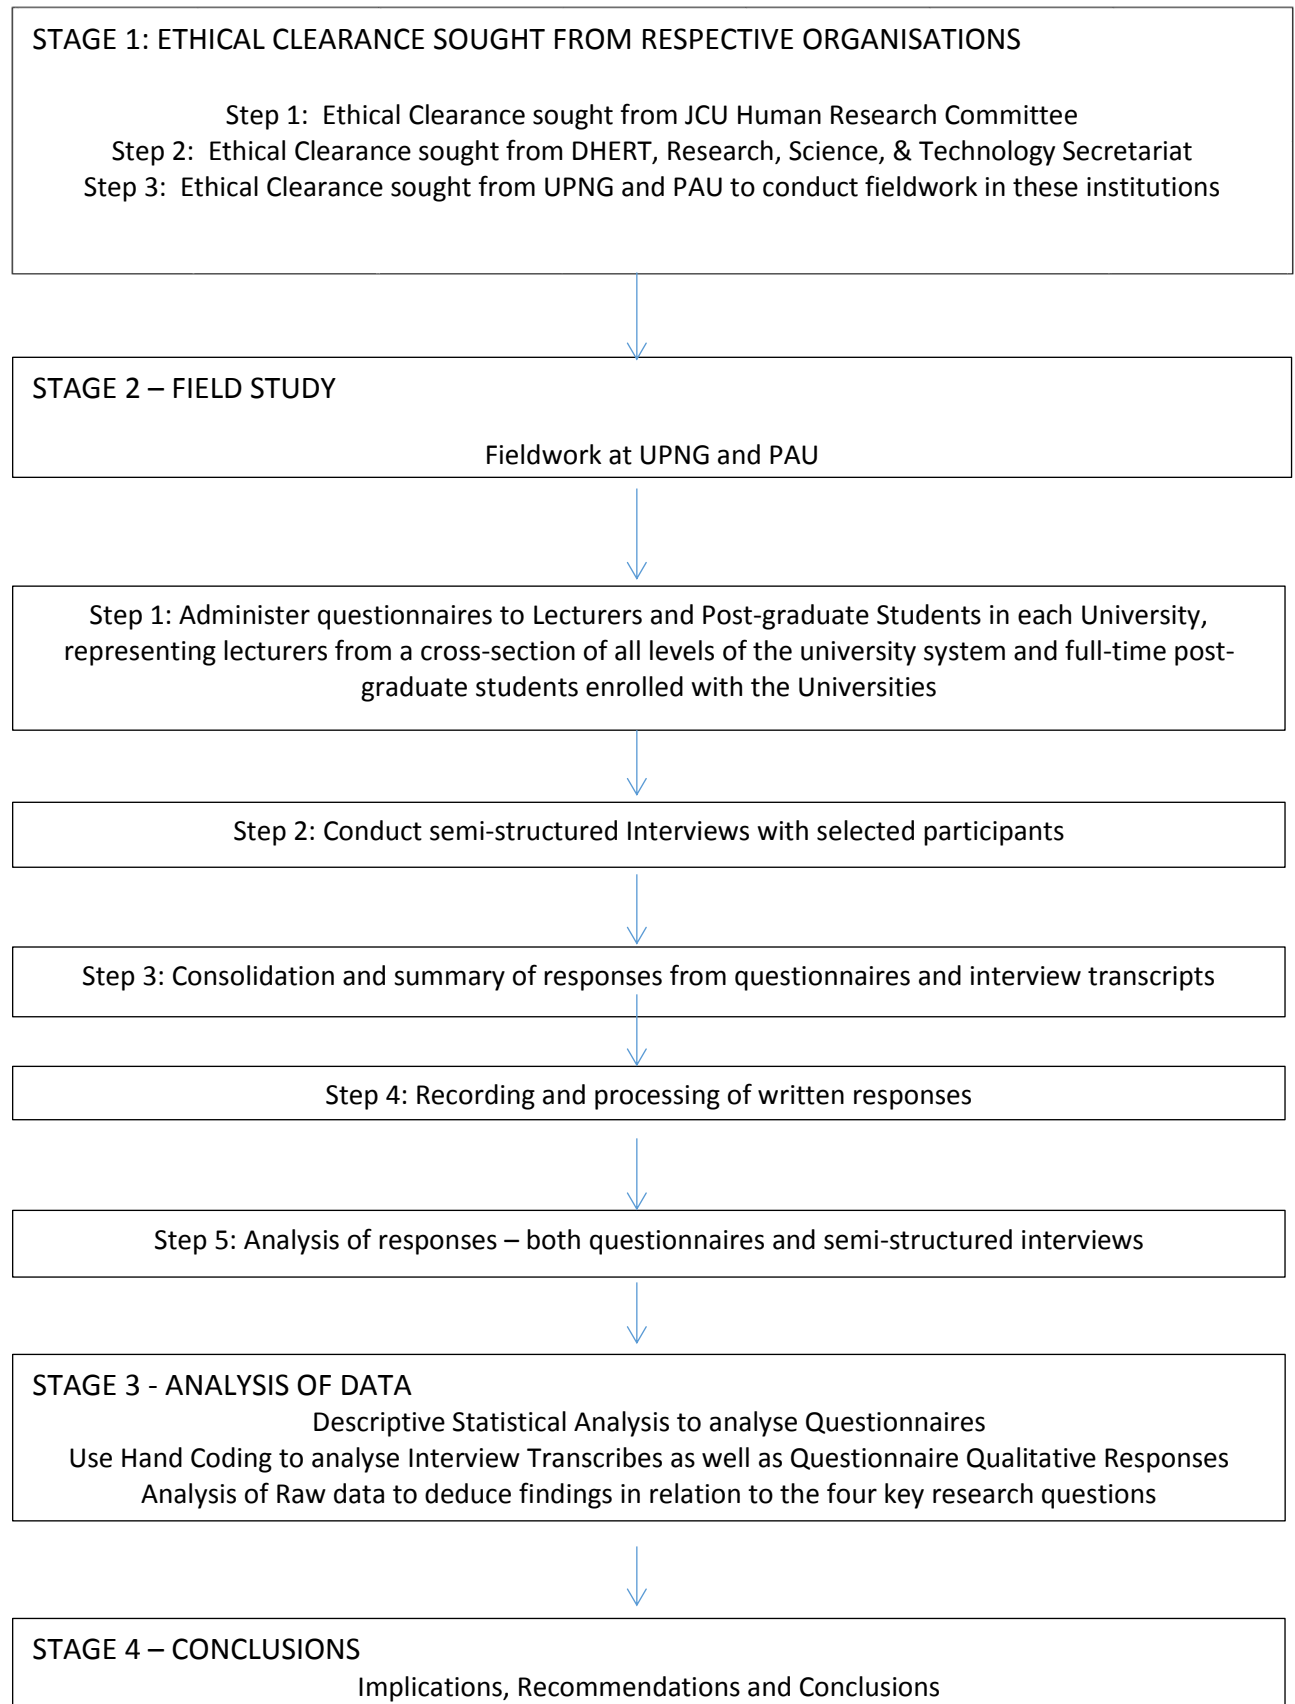 STAGE 1: ETHICAL CLEARANCE SOUGHT FROM RESPECTIVE ORGANISATIONS
Step 1:  Ethical Clearance sought from JCU Human Research Committee
Step 2:  Ethical Clearance sought from DHERT, Research, Science, & Technology Secretariat
Step 3:  Ethical Clearance sought from UPNG and PAU to conduct fieldwork in these institutions
STAGE 2 – FIELD STUDY
Fieldwork at UPNG and PAU
Step 1: Administer questionnaires to Lecturers and Post-graduate Students in each University,
representing lecturers from a cross-section of all levels of the university system and full-time post-
graduate students enrolled with the Universities
Step 2: Conduct semi-structured Interviews with selected participants
Step 3: Consolidation and summary of responses from questionnaires and interview transcripts
Step 4: Recording and processing of written responses
Step 5: Analysis of responses – both questionnaires and semi-structured interviews
STAGE 3 - ANALYSIS OF DATA
Descriptive Statistical Analysis to analyse Questionnaires
Use Hand Coding to analyse Interview Transcribes as well as Questionnaire Qualitative Responses
Analysis of Raw data to deduce findings in relation to the four key research questions
STAGE 4 – CONCLUSIONS
Implications, Recommendations and Conclusions